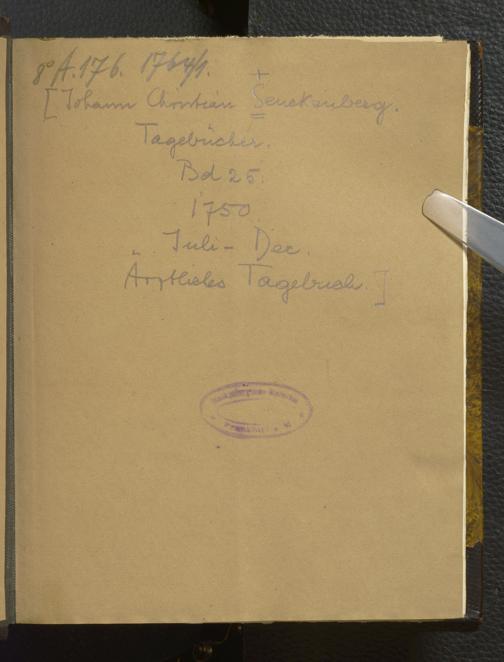 8° A.176. 1764/1.
[Johann Christian Senckenberg.
Tagebücher.
Bd 25.
1750
Juli - Dec.
Ärztliches Tagebuch.]